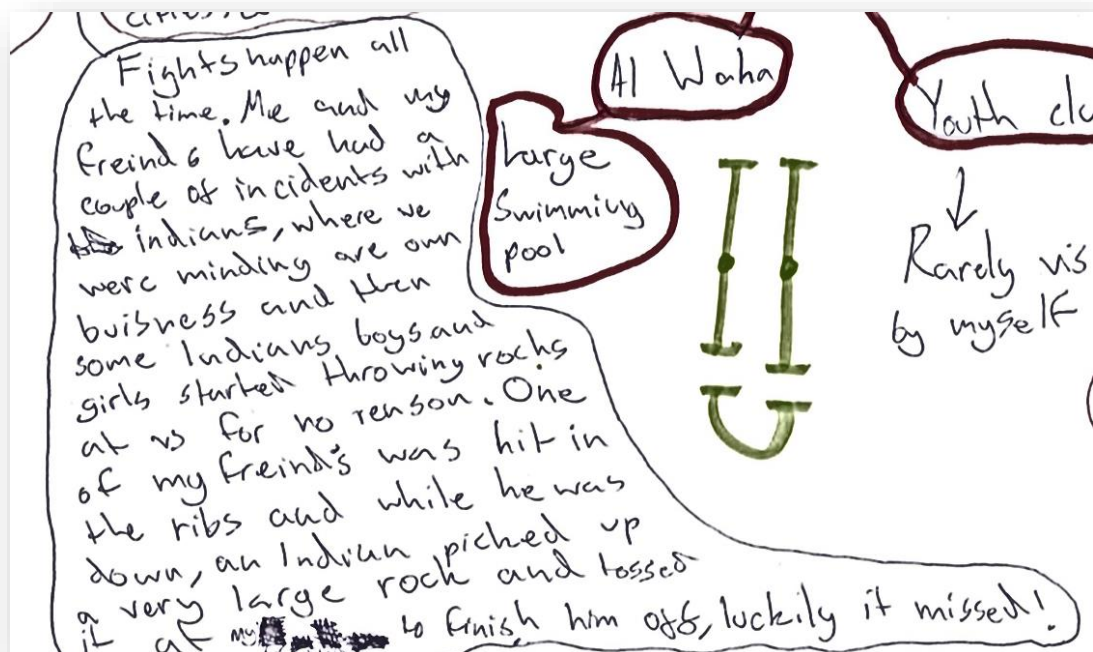 Fights happen all
the time. Me and my
freinds have had a
couple of incidents with
indians, where we
were minding are own
buisness and then
some Indians boys and
girls started throwing rocks
at us for no reason. One
of my freind's was hit in
the ribs and while he was
down, an Indian picked up
a very large rock and tossed
it at my to finish him off, luckily it missed!
Al Waha
Large
Swimming
pool
Youth clu
Rarely vis
by myself